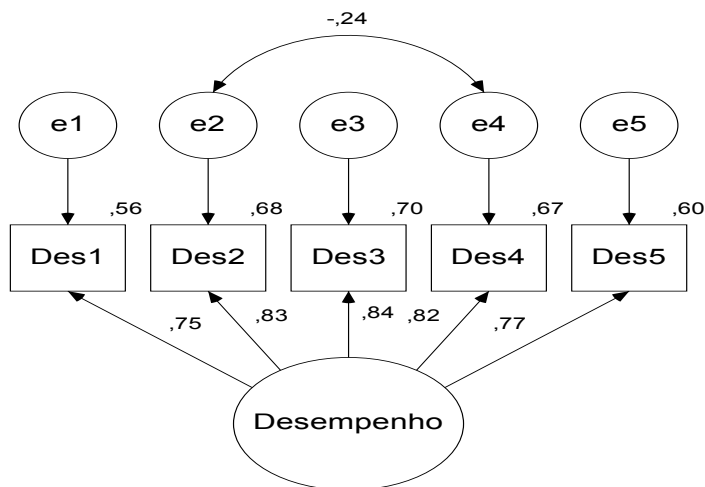 -,24
e1 e2 e3 e4 e5
,56 ,68 ,70 ,67 ,60
Des1 Des2 Des3 Des4 Des5
,75 ,83 ,84 ,82 ,77
Desempenho